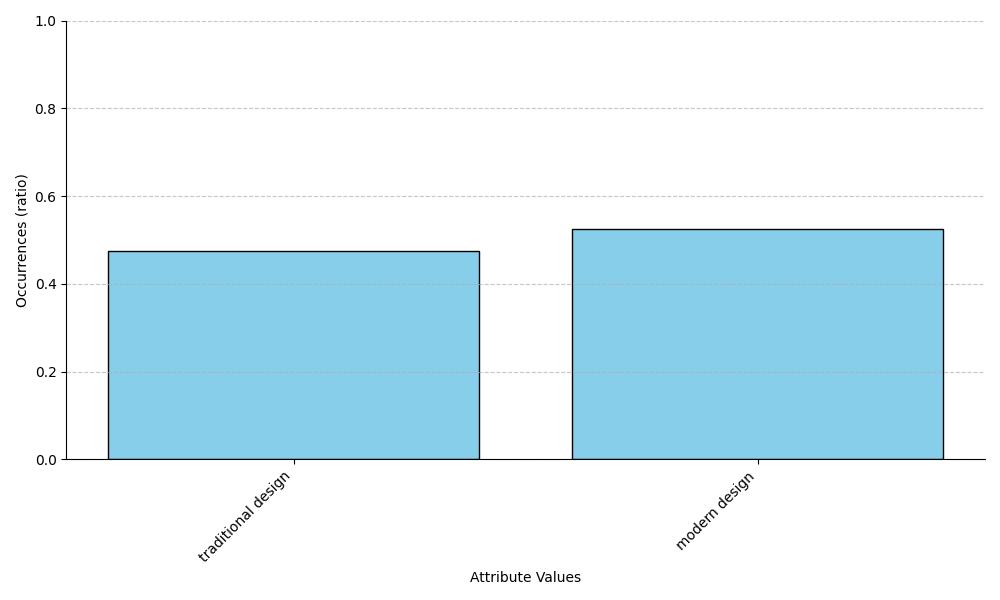 1.0
0.8
0.6
0.4
0.2
0.0
Occurrences (ratio)
traditional design
modern design
Attribute Values